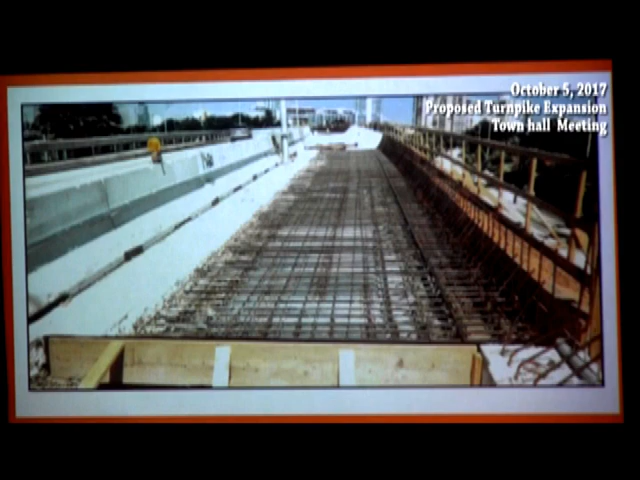 October 5, 2017
Proposed Turnpike Expansion
Town hall Meeting